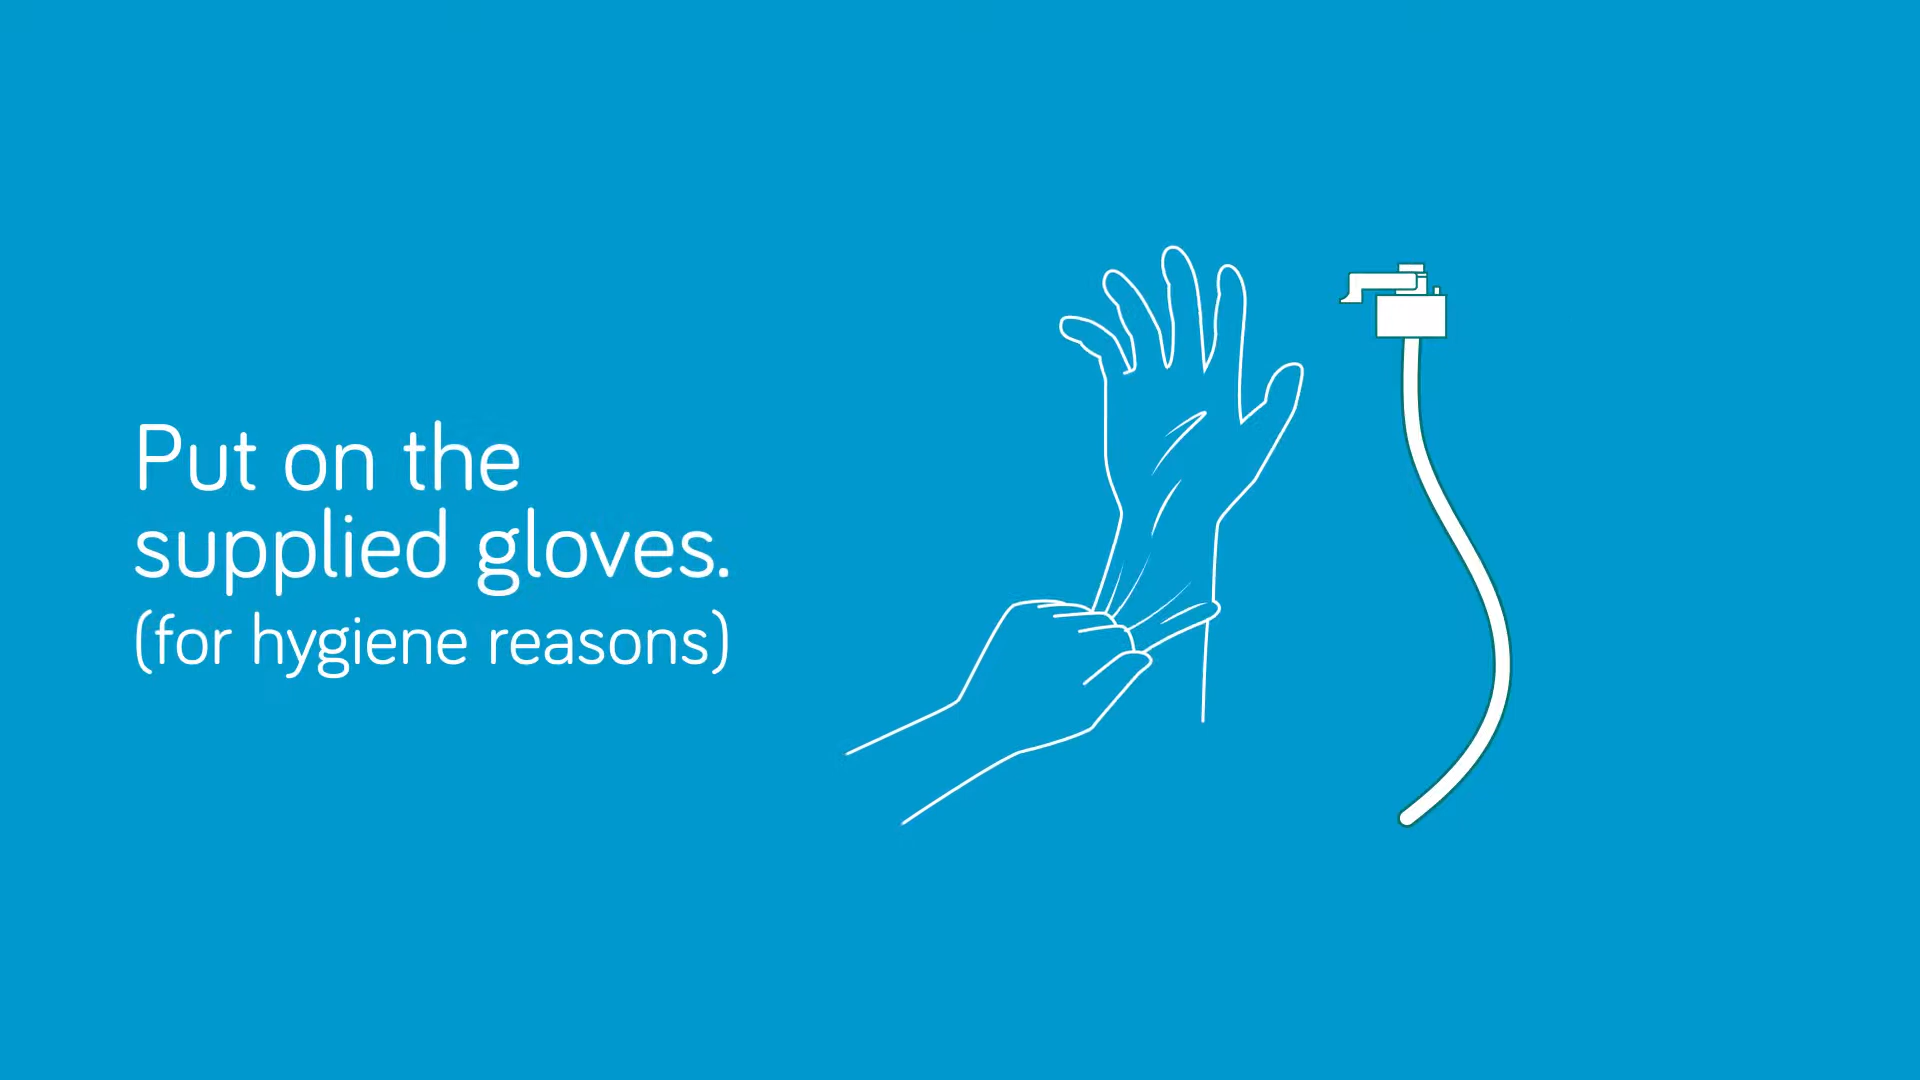 Put on the
supplied gloves.
(for hygiene reasons)